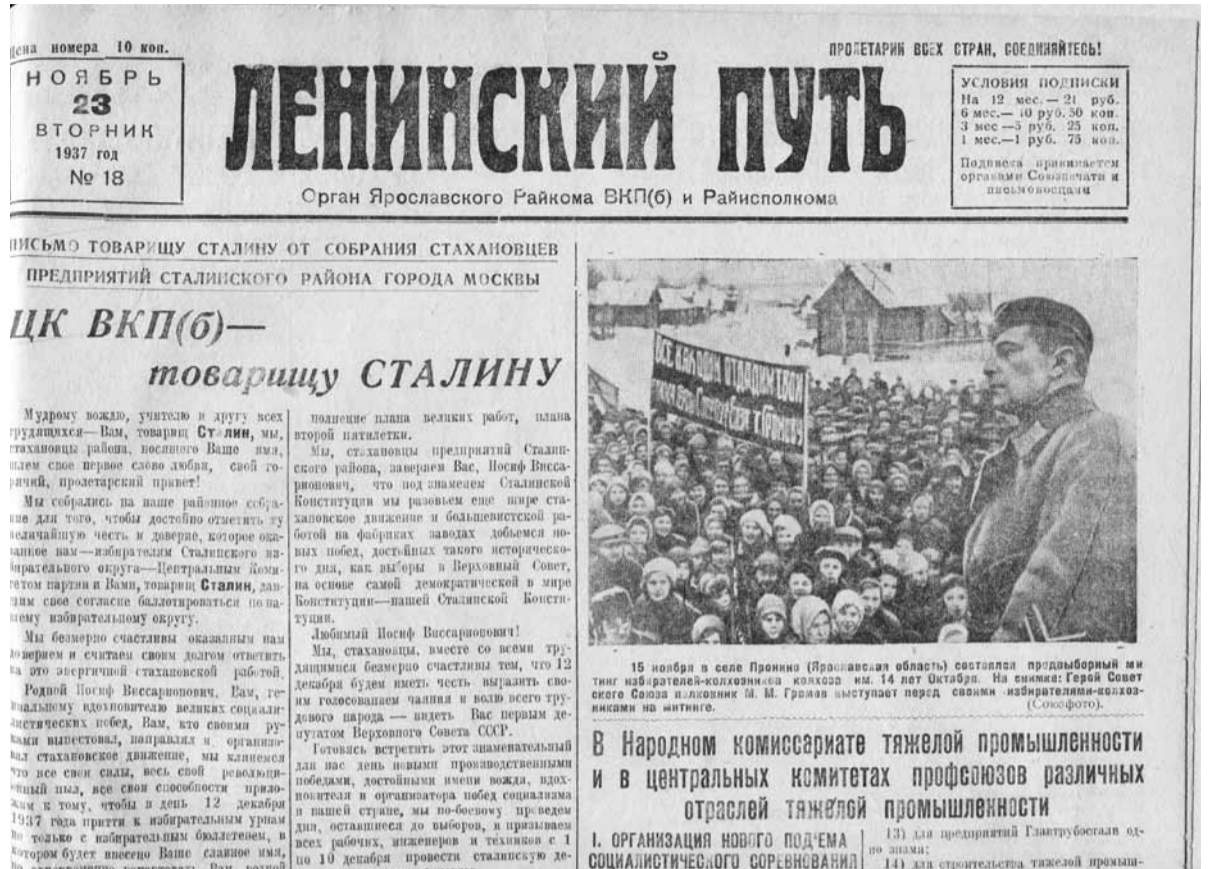 цена номера 10 коп.
НОЯБРЬ
23
ВТОРНИК
1937 год
№ 18
ПРОЛЕТАРИИ ВСЕХ СТРАН, СОЕДИНЯЙТЕСЬ!
ЛЕНИНСКИЙ ПУТЬ
Орган Ярославского Райкома ВКП(б) и Райисполкома
УСЛОВИЯ ПОДПИСКИ
На 12 мес. — 21 руб.
6 мес.— 10 руб. 50 коп.
3 мес —5 руб. 25 коп.
1 мес.—1 руб. 75 коп.
Подписка принимается
органами Союзпечати и
письмоносцами
ПИСЬМО ТОВАРИЩУ СТАЛИНУ ОТ СОБРАНИЯ СТАХАНОВЦЕВ
ПРЕДПРИЯТИЙ СТАЛИНСКОГО РАЙОНА ГОРОДА МОСКВЫ
ЦК ВКП(б)—
товарищу СТАЛИНУ
Мудрому вождю, учителю и другу всех
трудящихся—Вам, товарищ Сталин, мы,
стахановцы района, носящего Ваше имя,
шлем свое первое слово любви, свой го-
рячий, пролетарский привет!
Мы собрались на наше районное собра-
ние для того, чтобы достойно отметить ту
величайшую честь и доверие, которое ока-
занное нам—избирателям Сталинского из-
бирательного округа—Центральным Коми-
тетом партии и Вами, товарищ Сталин, дав-
шим свое согласие баллотироваться по на-
шему избирательному округу.
Мы безмерно счастливы оказанным нам
доверием и считаем своим долгом ответить
на это энергичной стахановской работой.
Родной Иосиф Виссарионович, Вам, ге-
ниальному вдохновителю великих социали-
стических побед, Вам, кто своими ру-
ками выпестовал, направлял и организо-
вал стахановское движение, мы клянемся
что все свои силы, весь свой революци-
онный пыл, все свои способности прило-
жим к тому, чтобы в день 12 декабря
1937 года притти к избирательным урнам
не только с избирательным бюллетенем, в
котором будет внесено Ваше славное имя,
Вам, родной
полнение плана великих работ, плана
второй пятилетки.
Мы, стахановцы предприятий Сталин-
ского района, заверяем Вас, Иосиф Висса-
рионович, что под знаменем Сталинской
Конституции мы разовьем еще шире ста-
хановское движение и большевистской ра-
ботой на фабриках заводах добьемся но-
вых побед, достойных такого историческо-
го дня, как выборы в Верховный Совет,
на основе самой демократической в мире
Конституции—нашей Сталинской Консти-
туции.
Любимый Иосиф Виссарионович!
Мы, стахановцы, вместе со всеми тру-
дящимися безмерно счастливы тем, что 12
декабря будем иметь честь выразить сво-
им голосованием чаяния и волю всего тру-
дового народа — видеть Вас первым де-
путатом Верховного Совета СССР.
Готовясь встретить этот знаменательный
для нас день новыми производственными
победами, достойными имени вождя, вдох-
новителя и организатора побед социализма
в нашей стране, мы по-боевому проведем
дни, оставшиеся до выборов, и призываем
всех рабочих, инженеров и техников с 1
по 10 декабря провести сталинскую де-
15 ноября в селе Пронино (Ярославская область) состоялся предвыборный ми
тинг избирателей-колхозников колхоза им. 14 лет Октября. На снимке: Герой Совет
ского Союза полковник М. М. Громов выступает перед своими избирателями-колхоз-
никами на митинге. (Союзфото).
В Народном комиссариате тяжелой промышленности
и в центральных комитетах профсоюзов различных
отраслей тяжелой промышленности
I. ОРГАНИЗАЦИЯ НОВОГО ПОД'ЕМА
СОЦИАЛИСТИЧЕСКОГО СОРЕВНОВАНИЯ
13) для предприятий Главтрубостали од-
но знамя;
14) для строительства тяжелой промыш-